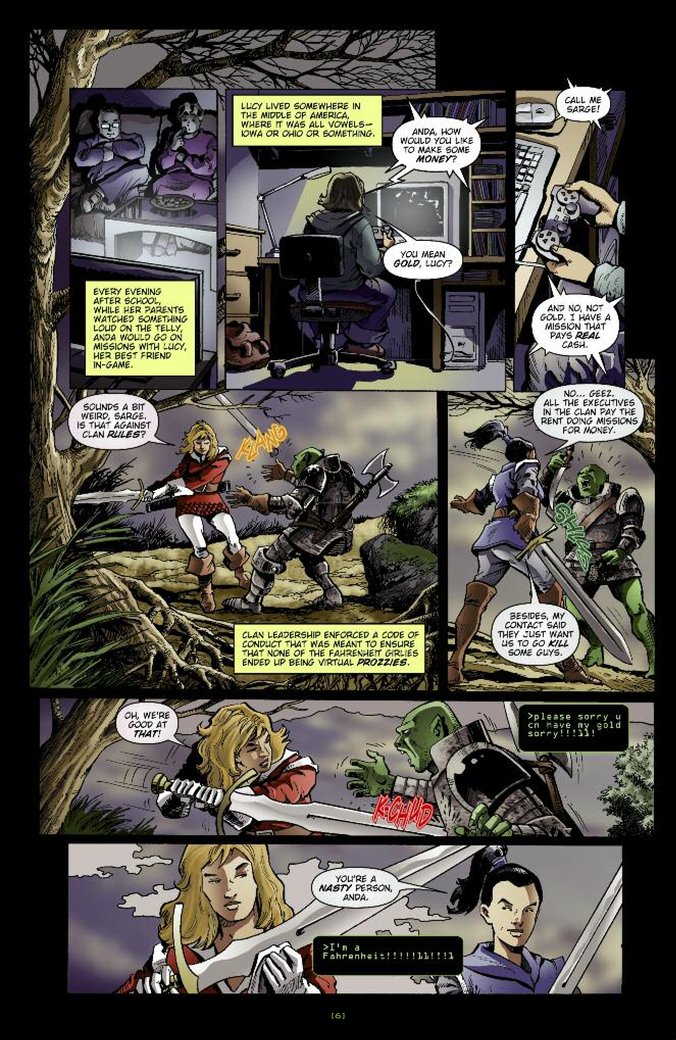 EVERY EVENING
AFTER SCHOOL,
WHILE HER PARENTS
WATCHED SOMETHING
LOUD ON THE TELLY,
ANDA WOULD GO ON
MISSIONS WITH LUCY,
HER BEST FRIEND
IN-GAME.
LUCY LIVED SOMEWHERE IN
THE MIDDLE OF AMERICA,
WHERE IT WAS ALL VOWELS—
IOWA OR OHIO OR SOMETHING.
ANDA, HOW
WOULD YOU LIKE
TO MAKE SOME
MONEY?
YOU MEAN
GOLD, LUCY?
CALL ME
SARGE!
AND NO, NOT
GOLD. I HAVE A
MISSION THAT
PAYS REAL
CASH.
SOUNDS A BIT
WEIRD, SARGE.
IS THAT AGAINST
CLAN RULES?
KLANG
CLAN LEADERSHIP ENFORCED A CODE OF
CONDUCT THAT WAS MEANT TO ENSURE
THAT NONE OF THE FAHRENHEIT GIRLIES
ENDED UP BEING VIRTUAL PROZZIES.
NO... GEEZ.
ALL THE EXECUTIVES
IN THE CLAN PAY THE
RENT DOING MISSIONS
FOR MONEY.
BESIDES, MY
CONTACT SAID
THEY JUST WANT
US TO GO KILL
SOME GUYS.
OH, WE'RE
GOOD AT
THAT!
>please sorry u
cn have my gold
sorry!!!11!
K-CHUD
YOU'RE A
NASTY PERSON,
ANDA.
>I'm a
Fahrenheit!!!!!11!!!1
[6]